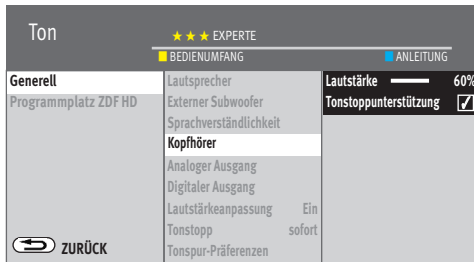 Ton
★ ★ ★ EXPERTE
BEDIENUMFANG
ANLEITUNG
Generell
Programmplatz ZDF HD
Lautsprecher
Externer Subwoofer
Sprachverständlichkeit
Kopfhörer
Analoger Ausgang
Digitaler Ausgang
Lautstärkeanpassung Ein
Tonstopp sofort
Tonspur-Präferenzen
Lautstärke 60%
Tonstoppunterstützung
ZURÜCK